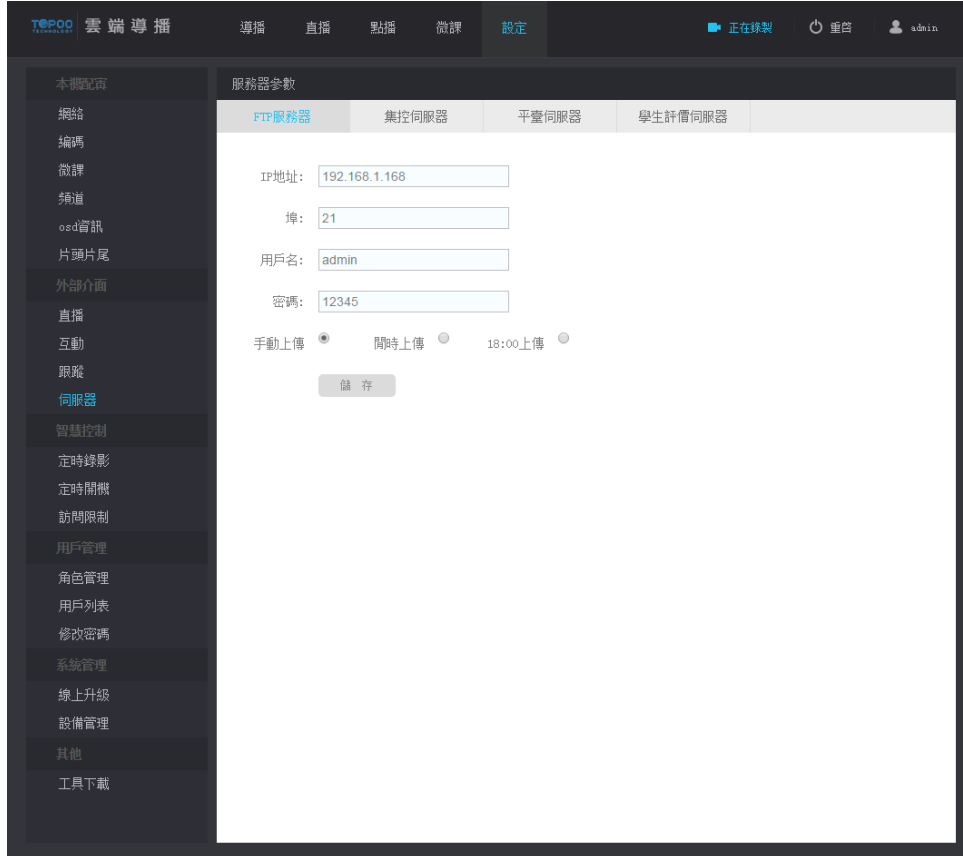 TOPOO TECHNOLOGY 雲端導播 導播 直播 點播 微課 設定 正在錄製 重啓 admin
本機配寘
網絡
編碼
微課
頻道
osd資訊
片頭片尾
外部介面
直播
互動
跟蹤
伺服器
智慧控制
定時錄影
定時開機
訪問限制
用戶管理
角色管理
用戶列表
修改密碼
系統管理
線上升級
設備管理
其他
工具下載
服務器參數
FTP服務器 集控伺服器 平臺伺服器 學生評價伺服器
IP地址: 192.168.1.168
埠: 21
用戶名: admin
密碼: 12345
手動上傳 閒時上傳 18:00上傳
儲 存